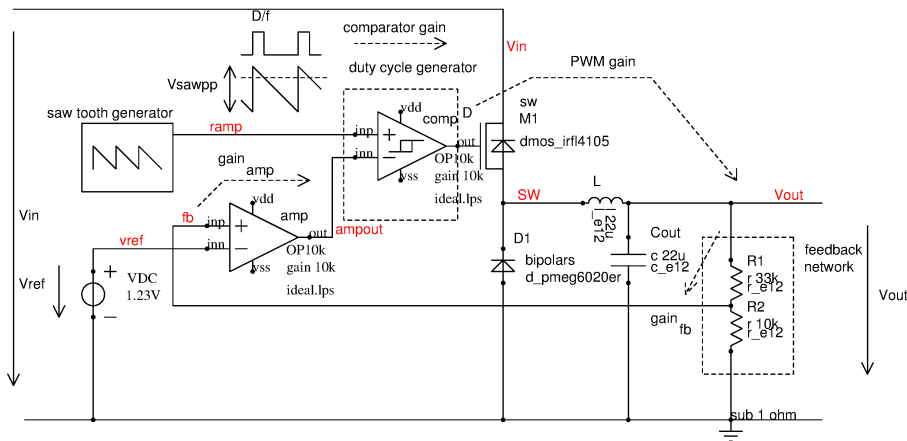 D/f
comparator gain
Vin
PWM gain
Vsawpp
duty cycle generator
saw tooth generator
ramp
vdd
comp
D
sw
M1
inp
out
dmos_irfl4105
inn
OP10k
gain 10k
vss
ideal.lps
gain
amp
vdd
fb
inp
amp
out
ampout
SW
L
l 22u
l_e12
Vout
Vin
vref
inn
OP10k
gain 10k
vss
ideal.lps
D1
bipolars
d_pmeg6020er
Cout
c 22u
c_e12
R1
r 33k
r_e12
feedback
network
Vref
VDC
1.23V
R2
r 10k
r_e12
gain
fb
Vout
sub 1 ohm